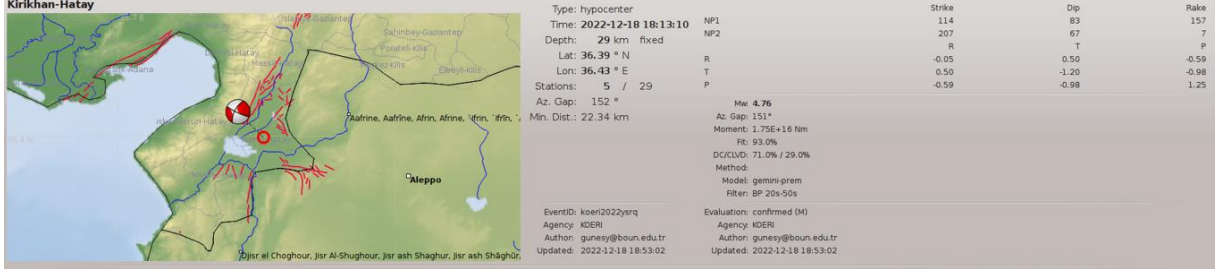 Kirikhan-Hatay
Sahinbey-Gaziantep
Polateli-Kilis
Elbeyli-Kilis
Aafrine, Aafrîne, Afrin, Afrine, `Ifrin, `Ifrîn, `
Aleppo
Djisr el Choghour, Jisr Al-Shughour, Jisr ash Shaghur, Jisr ash Shāghūr,
Type: hypocenter
Time: 2022-12-18 18:13:10
Depth: 29 km fixed
Lat: 36.39 ° N
Lon: 36.43 ° E
Stations: 5 / 29
Az. Gap: 152 °
Min. Dist.: 22.34 km
EventID: koeri2022ysrq
Agency: KOERI
Author: gunesy@boun.edu.tr
Updated: 2022-12-18 18:53:02
Strike Dip Rake
NP1 114 83 157
NP2 207 67 7
R T P
R -0.05 0.50 -0.59
T 0.50 -1.20 -0.98
P -0.59 -0.98 1.25
Mw: 4.76
Az. Gap: 151°
Moment: 1.75E+16 Nm
Fit: 93.0%
DC/CLVD: 71.0% / 29.0%
Method:
Model: gemini-prem
Filter: BP 20s-50s
Evaluation: confirmed (M)
Agency: KOERI
Author: gunesy@boun.edu.tr
Updated: 2022-12-18 18:53:02